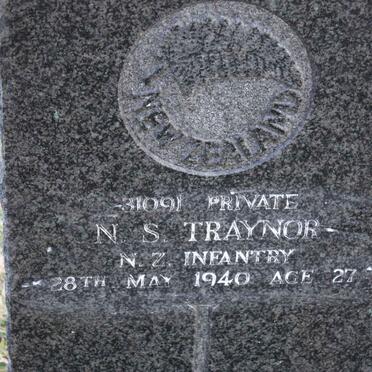 NEW ZEALAND
31091 PRIVATE
N. S. TRAYNOR
N. Z. INFANTRY
28TH MAY 1940 AGE 27